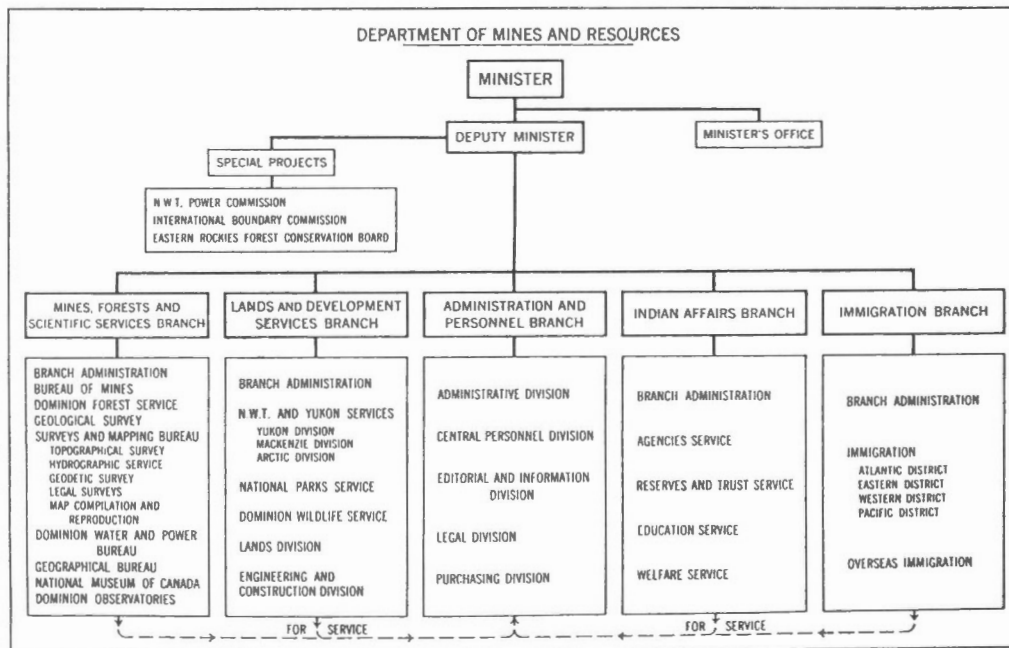 DEPARTMENT OF MINES AND RESOURCES
MINISTER
DEPUTY MINISTER
MINISTER'S OFFICE
SPECIAL PROJECTS
N.W.T. POWER COMMISSION
INTERNATIONAL BOUNDARY COMMISSION
EASTERN ROCKIES FOREST CONSERVATION BOARD
MINES, FORESTS AND
SCIENTIFIC SERVICES BRANCH
BRANCH ADMINISTRATION
BUREAU OF MINES
DOMINION FOREST SERVICE
GEOLOGICAL SURVEY
SURVEYS AND MAPPING BUREAU
TOPOGRAPHICAL SURVEY
HYDROGRAPHIC SERVICE
GEODETIC SURVEY
LEGAL SURVEYS
MAP COMPILATION AND
REPRODUCTION
DOMINION WATER AND POWER
BUREAU
GEOGRAPHICAL BUREAU
NATIONAL MUSEUM OF CANADA
DOMINION OBSERVATORIES
LANDS AND DEVELOPMENT
SERVICES BRANCH
BRANCH ADMINISTRATION
N.W.T. AND YUKON SERVICES
YUKON DIVISION
MACKENZIE DIVISION
ARCTIC DIVISION
NATIONAL PARKS SERVICE
DOMINION WILDLIFE SERVICE
LANDS DIVISION
ENGINEERING AND
CONSTRUCTION DIVISION
ADMINISTRATION AND
PERSONNEL BRANCH
ADMINISTRATIVE DIVISION
CENTRAL PERSONNEL DIVISION
EDITORIAL AND INFORMATION
DIVISION
LEGAL DIVISION
PURCHASING DIVISION
INDIAN AFFAIRS BRANCH
BRANCH ADMINISTRATION
AGENCIES SERVICE
RESERVES AND TRUST SERVICE
EDUCATION SERVICE
WELFARE SERVICE
IMMIGRATION BRANCH
BRANCH ADMINISTRATION
IMMIGRATION
ATLANTIC DISTRICT
EASTERN DISTRICT
WESTERN DISTRICT
PACIFIC DISTRICT
OVERSEAS IMMIGRATION
FOR SERVICE
FOR SERVICE